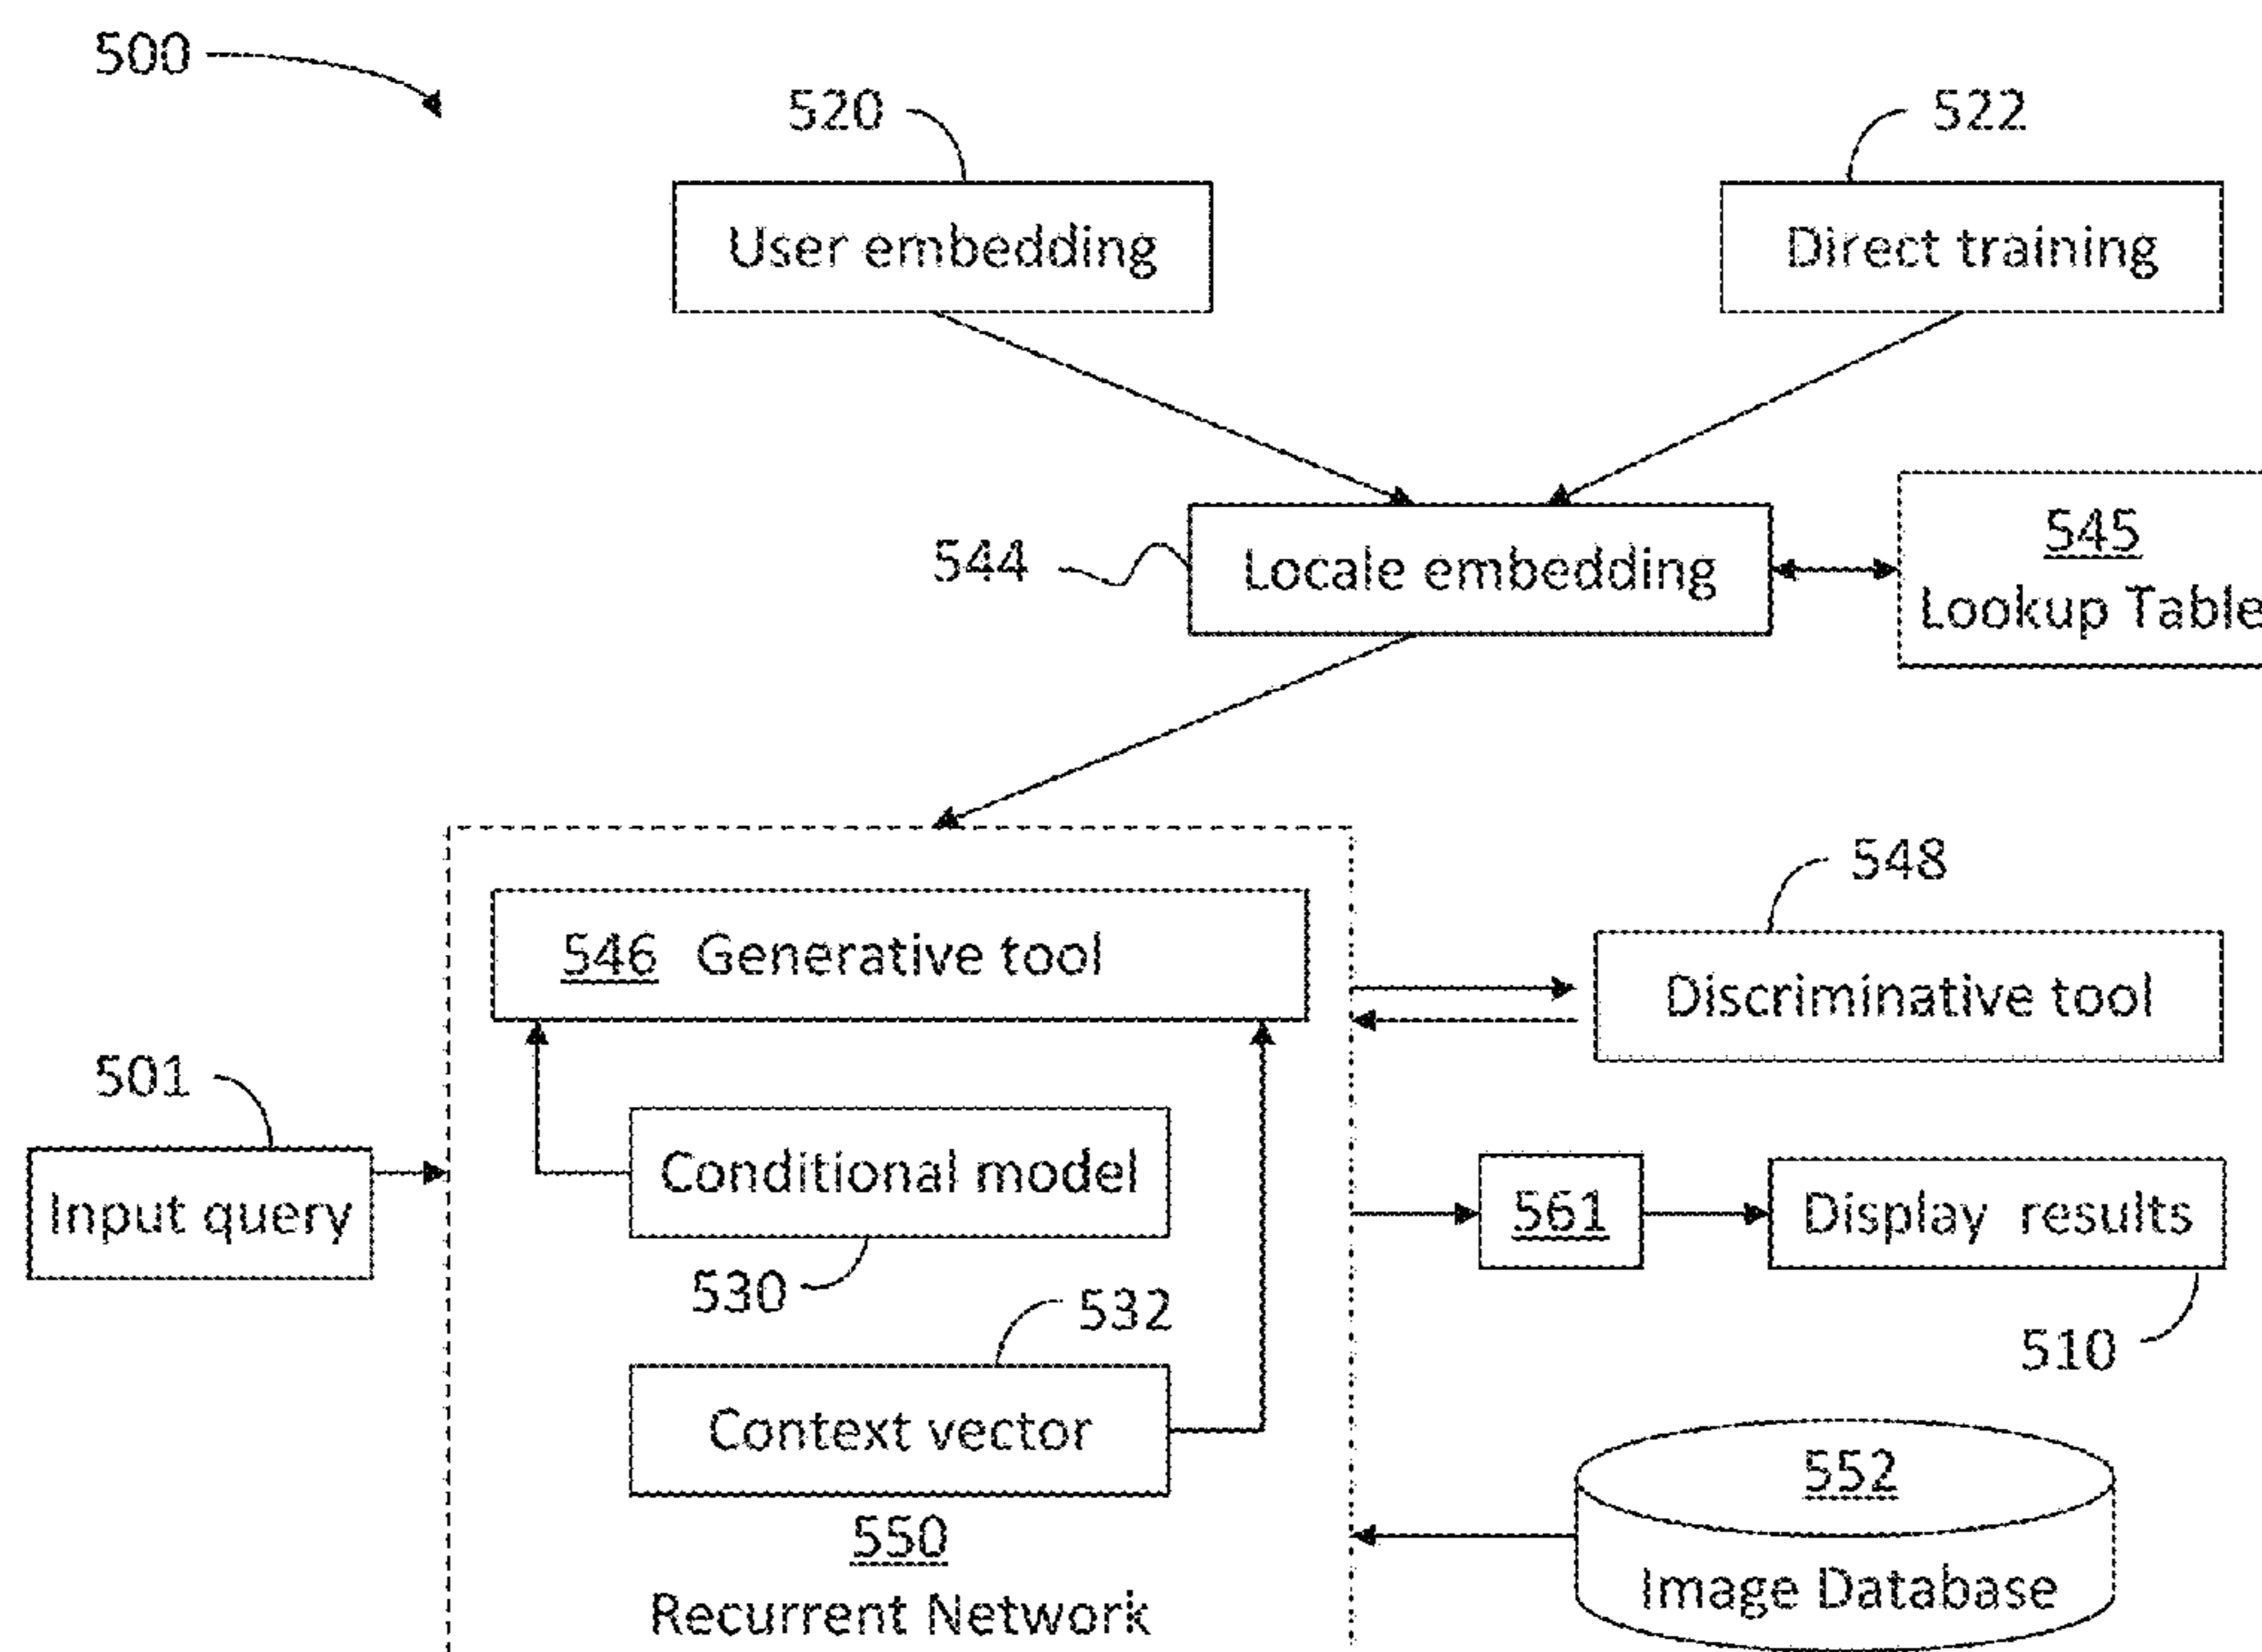 500
520
522
User embedding
Direct training
544
Locale embedding
545
Lookup Table
548
546 Generative tool
Discriminative tool
501
Input query
Conditional model
530
561
Display results
510
532
Context vector
550
Recurrent Network
552
Image Database